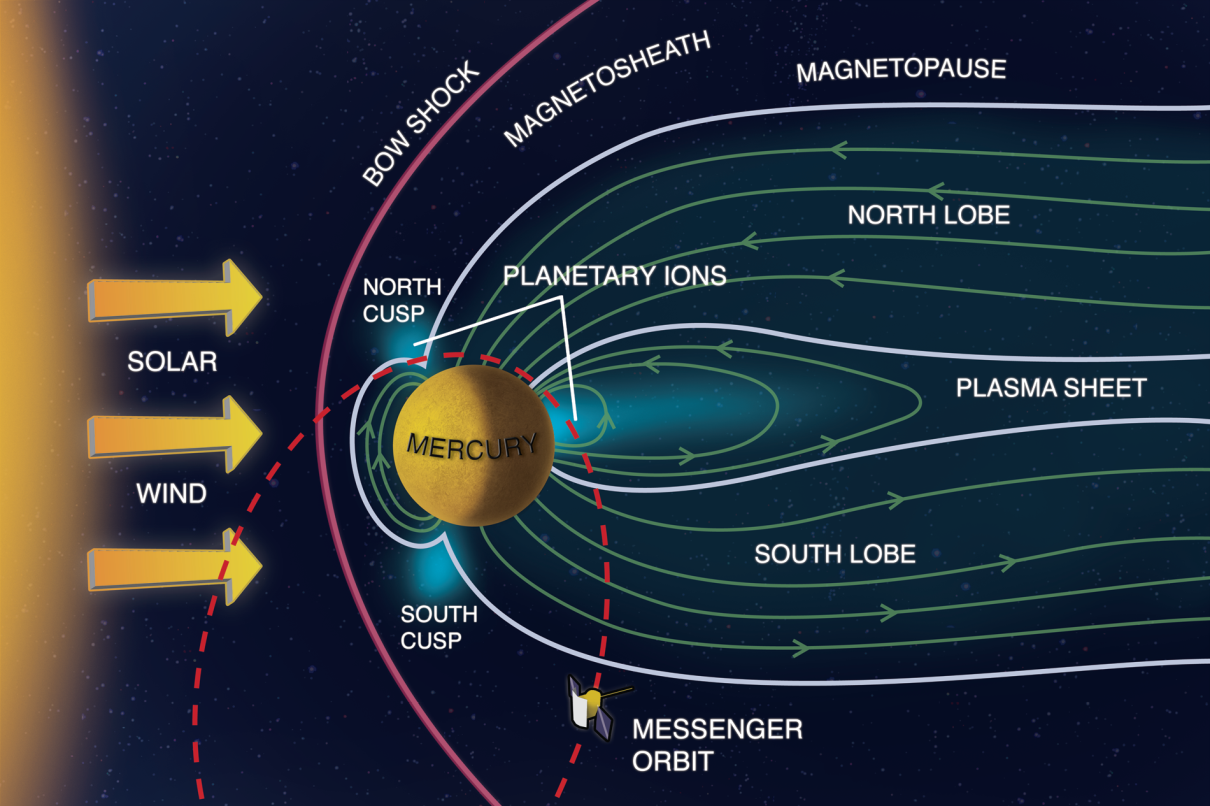 BOW SHOCK
MAGNETOSHEATH
MAGNETOPAUSE
NORTH LOBE
NORTH
CUSP
PLANETARY IONS
SOLAR
WIND
PLASMA SHEET
MERCURY
SOUTH LOBE
SOUTH
CUSP
MESSENGER
ORBIT